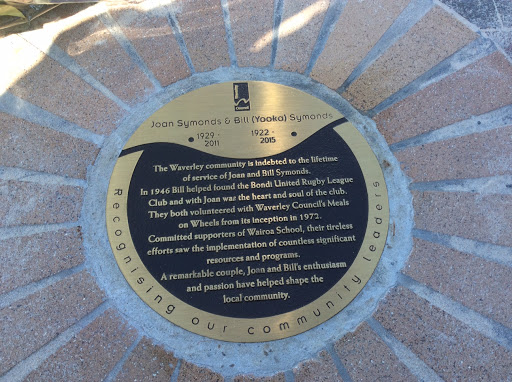 Joan Symonds & Bill (Yooka) Symonds
1929 - 2011
1922 - 2015
The Waverley community is indebted to the lifetime
of service of Joan and Bill Symonds.
In 1946 Bill helped found the Bondi United Rugby League
Club and with Joan was the heart and soul of the club.
They both volunteered with Waverley Council's Meals
on Wheels from its inception in 1972.
Committed supporters of Wairoa School, their tireless
efforts saw the implementation of countless significant
resources and programs.
A remarkable couple, Joan and Bill's enthusiasm
and passion have helped shape the
local community.
Recognising our community leaders